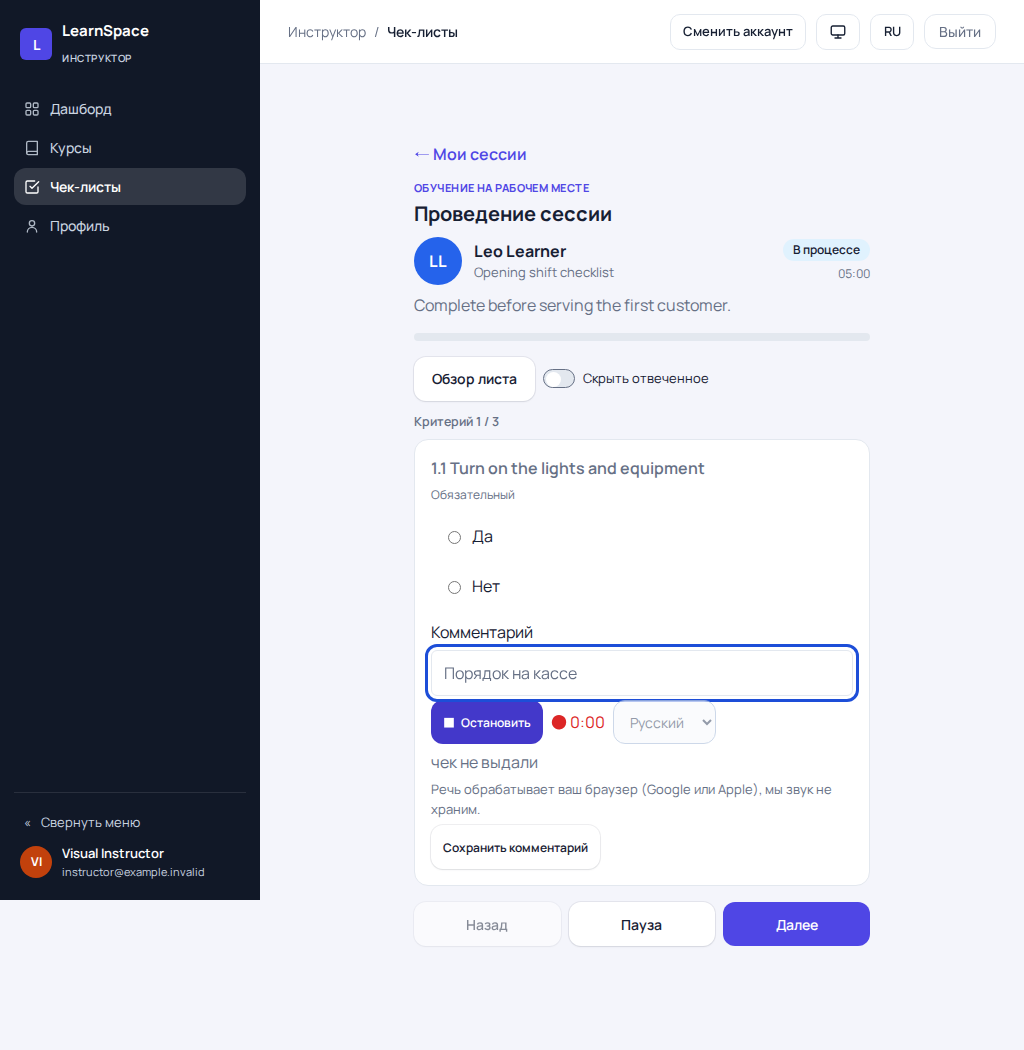 L
LearnSpace
ИНСТРУКТОР
Дашборд
Курсы
Чек-листы
Профиль
« Свернуть меню
VI
Visual Instructor
instructor@example.invalid
Инструктор / Чек-листы
Сменить аккаунт
RU
Выйти
← Мои сессии
ОБУЧЕНИЕ НА РАБОЧЕМ МЕСТЕ
Проведение сессии
LL
Leo Learner
Opening shift checklist
В процессе
05:00
Complete before serving the first customer.
Обзор листа
Скрыть отвеченное
Критерий 1 / 3
1.1 Turn on the lights and equipment
Обязательный
Да
Нет
Комментарий
Порядок на кассе
Остановить
0:00
Русский
чек не выдали
Речь обрабатывает ваш браузер (Google или Apple), мы звук не
храним.
Сохранить комментарий
Назад
Пауза
Далее